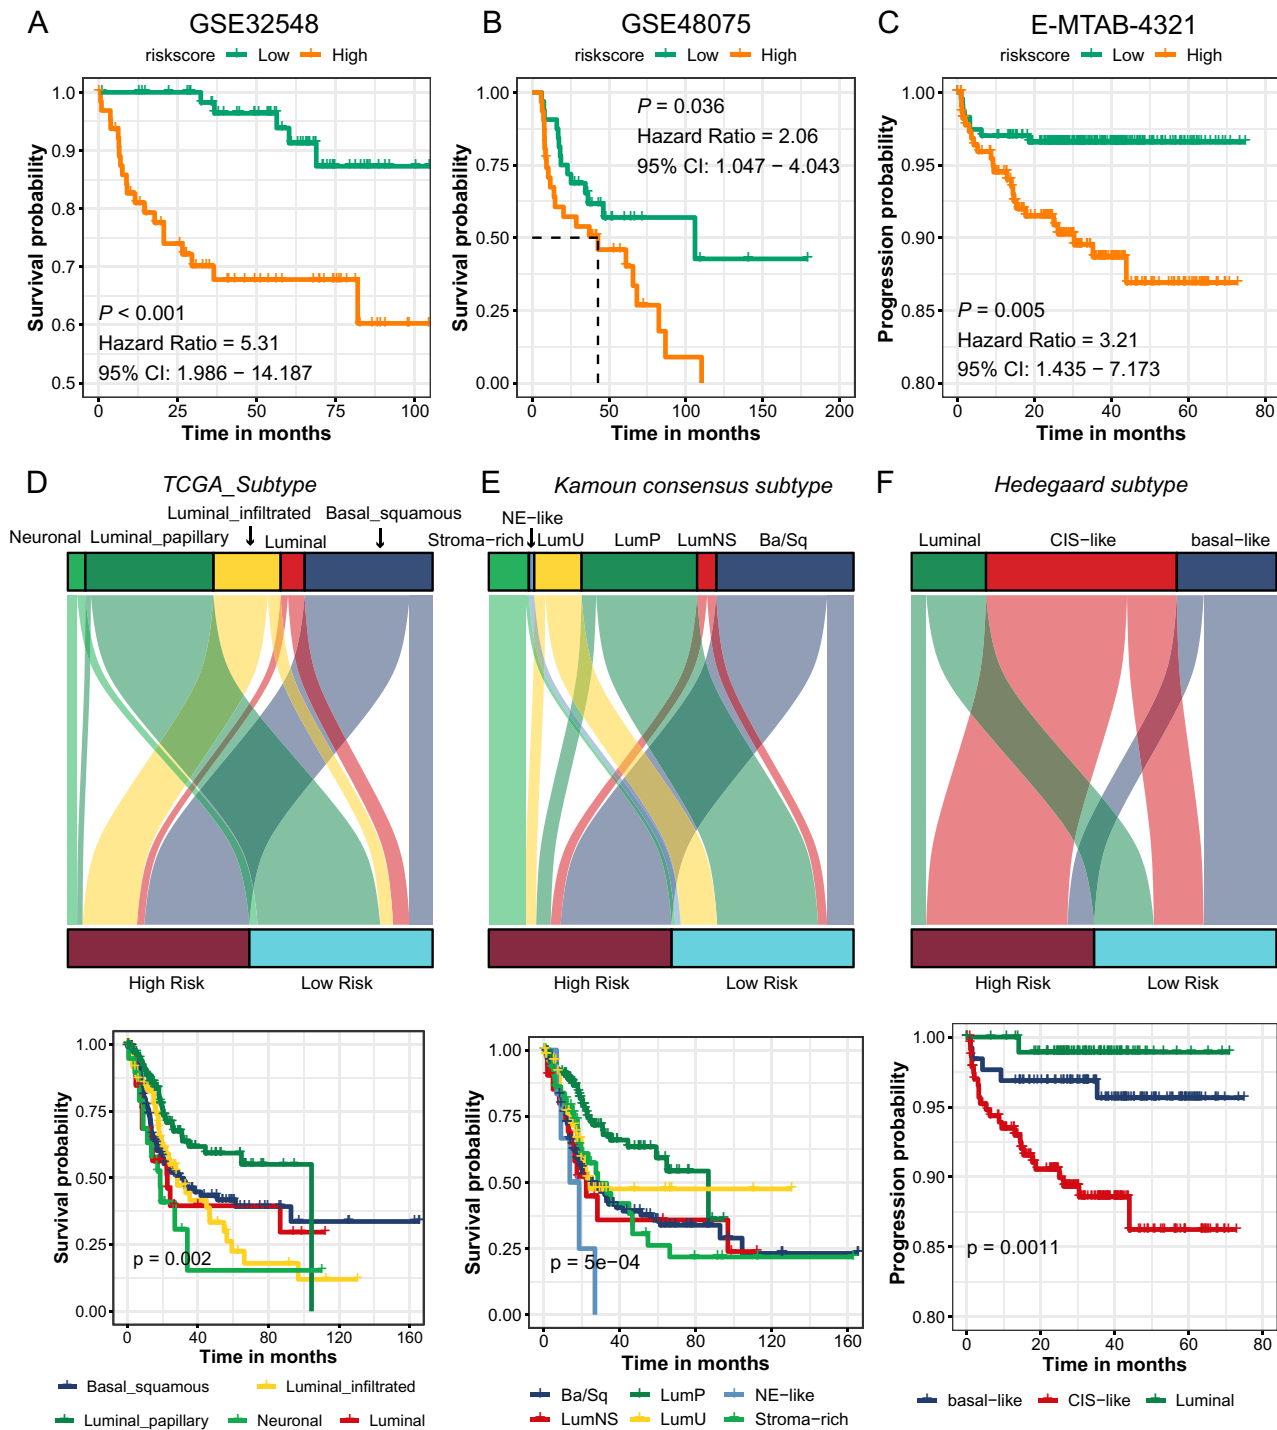 A
GSE32548
riskscore Low High
Survival probability
1.0
0.9
0.8
0.7
0.6
0.5
P < 0.001
Hazard Ratio = 5.31
95% CI: 1.986 − 14.187
0 25 50 75 100
Time in months
B
GSE48075
riskscore Low High
Survival probability
1.00
0.75
0.50
0.25
0.00
P = 0.036
Hazard Ratio = 2.06
95% CI: 1.047 − 4.043
0 50 100 150 200
Time in months
C
E-MTAB-4321
riskscore Low High
Progression probability
1.00
0.95
0.90
0.85
0.80
P = 0.005
Hazard Ratio = 3.21
95% CI: 1.435 − 7.173
0 20 40 60 80
Time in months
D
TCGA_Subtype
Luminal_infiltrated Basal_squamous
Neuronal Luminal_papillary Luminal
High Risk Low Risk
Survival probability
1.00
0.75
0.50
0.25
0.00
p = 0.002
0 40 80 120 160
Time in months
Basal_squamous Luminal_infiltrated
Luminal_papillary Neuronal Luminal
E
Kamoun consensus subtype
NE−like
Stroma−rich LumU LumP LumNS Ba/Sq
High Risk Low Risk
Survival probability
1.00
0.75
0.50
0.25
0.00
p = 5e−04
0 40 80 120 160
Time in months
Ba/Sq LumP NE−like
LumNS LumU Stroma−rich
F
Hedegaard subtype
Luminal CIS−like basal−like
High Risk Low Risk
Progression probability
1.00
0.95
0.90
0.85
0.80
p = 0.0011
0 20 40 60 80
Time in months
basal−like CIS−like Luminal